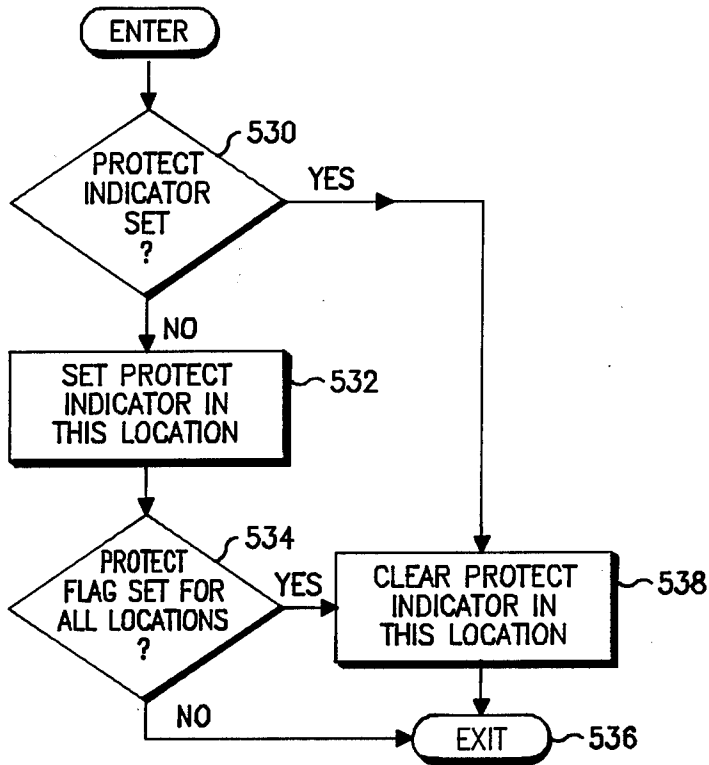 ENTER
530
PROTECT
INDICATOR
SET
?
YES
NO
SET PROTECT
INDICATOR IN
THIS LOCATION
532
534
PROTECT
FLAG SET FOR
ALL LOCATIONS
?
YES
CLEAR PROTECT
INDICATOR IN
THIS LOCATION
538
NO
EXIT
536